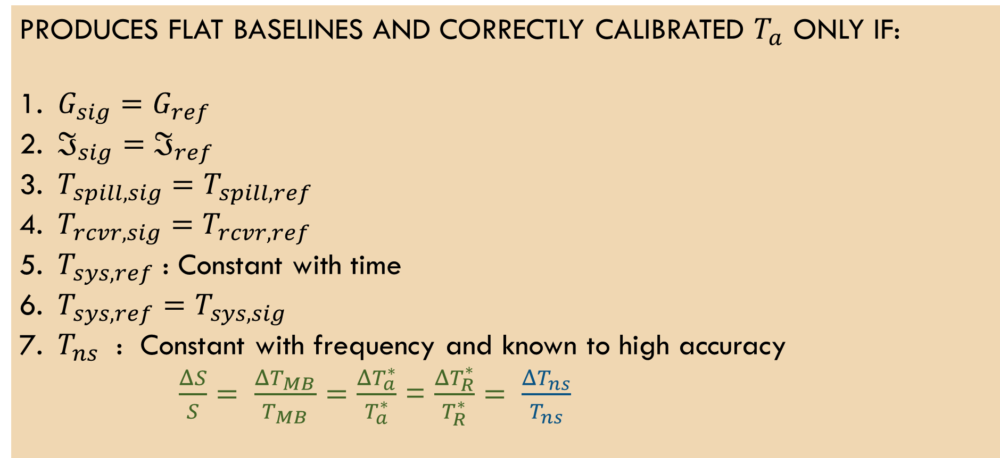 PRODUCES FLAT BASELINES AND CORRECTLY CALIBRATED $T_a$ ONLY IF:
1. $G_{sig} = G_{ref}$
2. $\mathfrak{I}_{sig} = \mathfrak{I}_{ref}$
3. $T_{spill,sig} = T_{spill,ref}$
4. $T_{rcvr,sig} = T_{rcvr,ref}$
5. $T_{sys,ref}$ : Constant with time
6. $T_{sys,ref} = T_{sys,sig}$
7. $T_{ns}$ : Constant with frequency and known to high accuracy
$\frac{\Delta S}{S} = \frac{\Delta T_{MB}}{T_{MB}} = \frac{\Delta T_a^*}{T_a^*} = \frac{\Delta T_R^*}{T_R^*} = \frac{\Delta T_{ns}}{T_{ns}}$